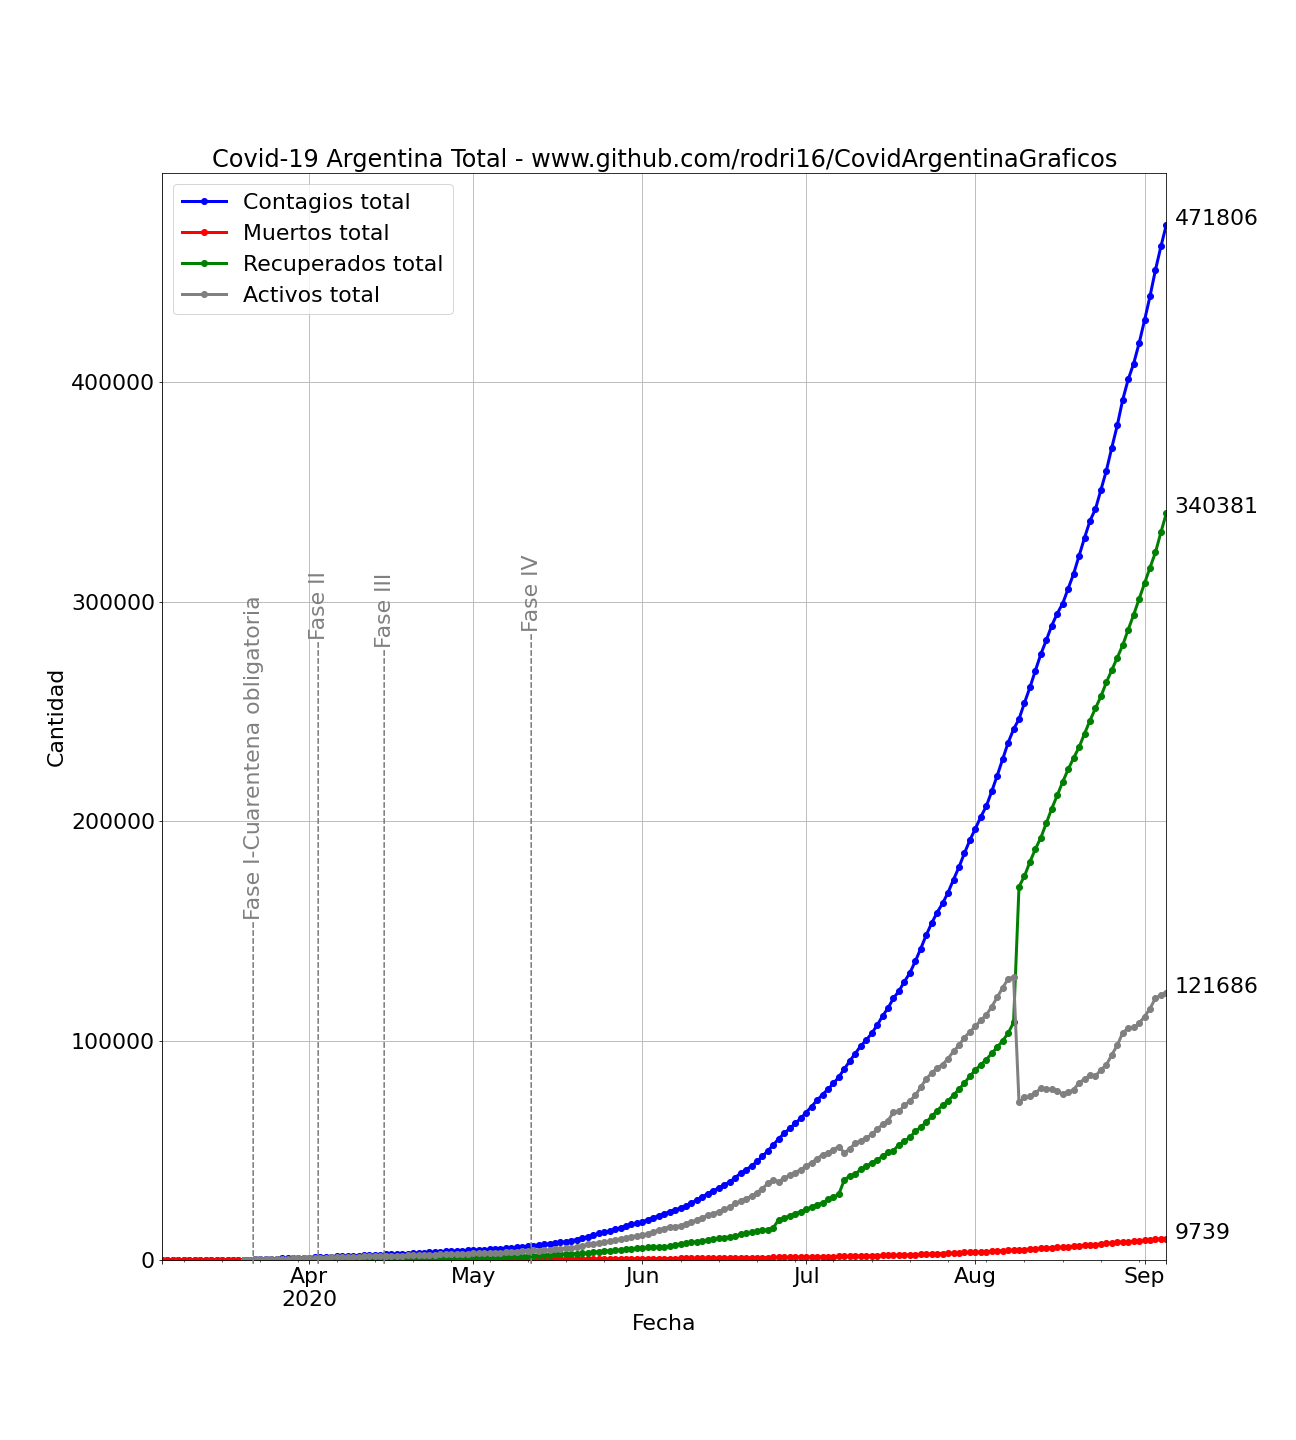 Covid-19 Argentina Total - www.github.com/rodri16/CovidArgentinaGraficos
Contagios total
Muertos total
Recuperados total
Activos total
471806
340381
121686
9739
400000
300000
200000
100000
0
Cantidad
Fase I-Cuarentena obligatoria
Fase II
Fase III
Fase IV
Apr
2020
May
Jun
Jul
Aug
Sep
Fecha